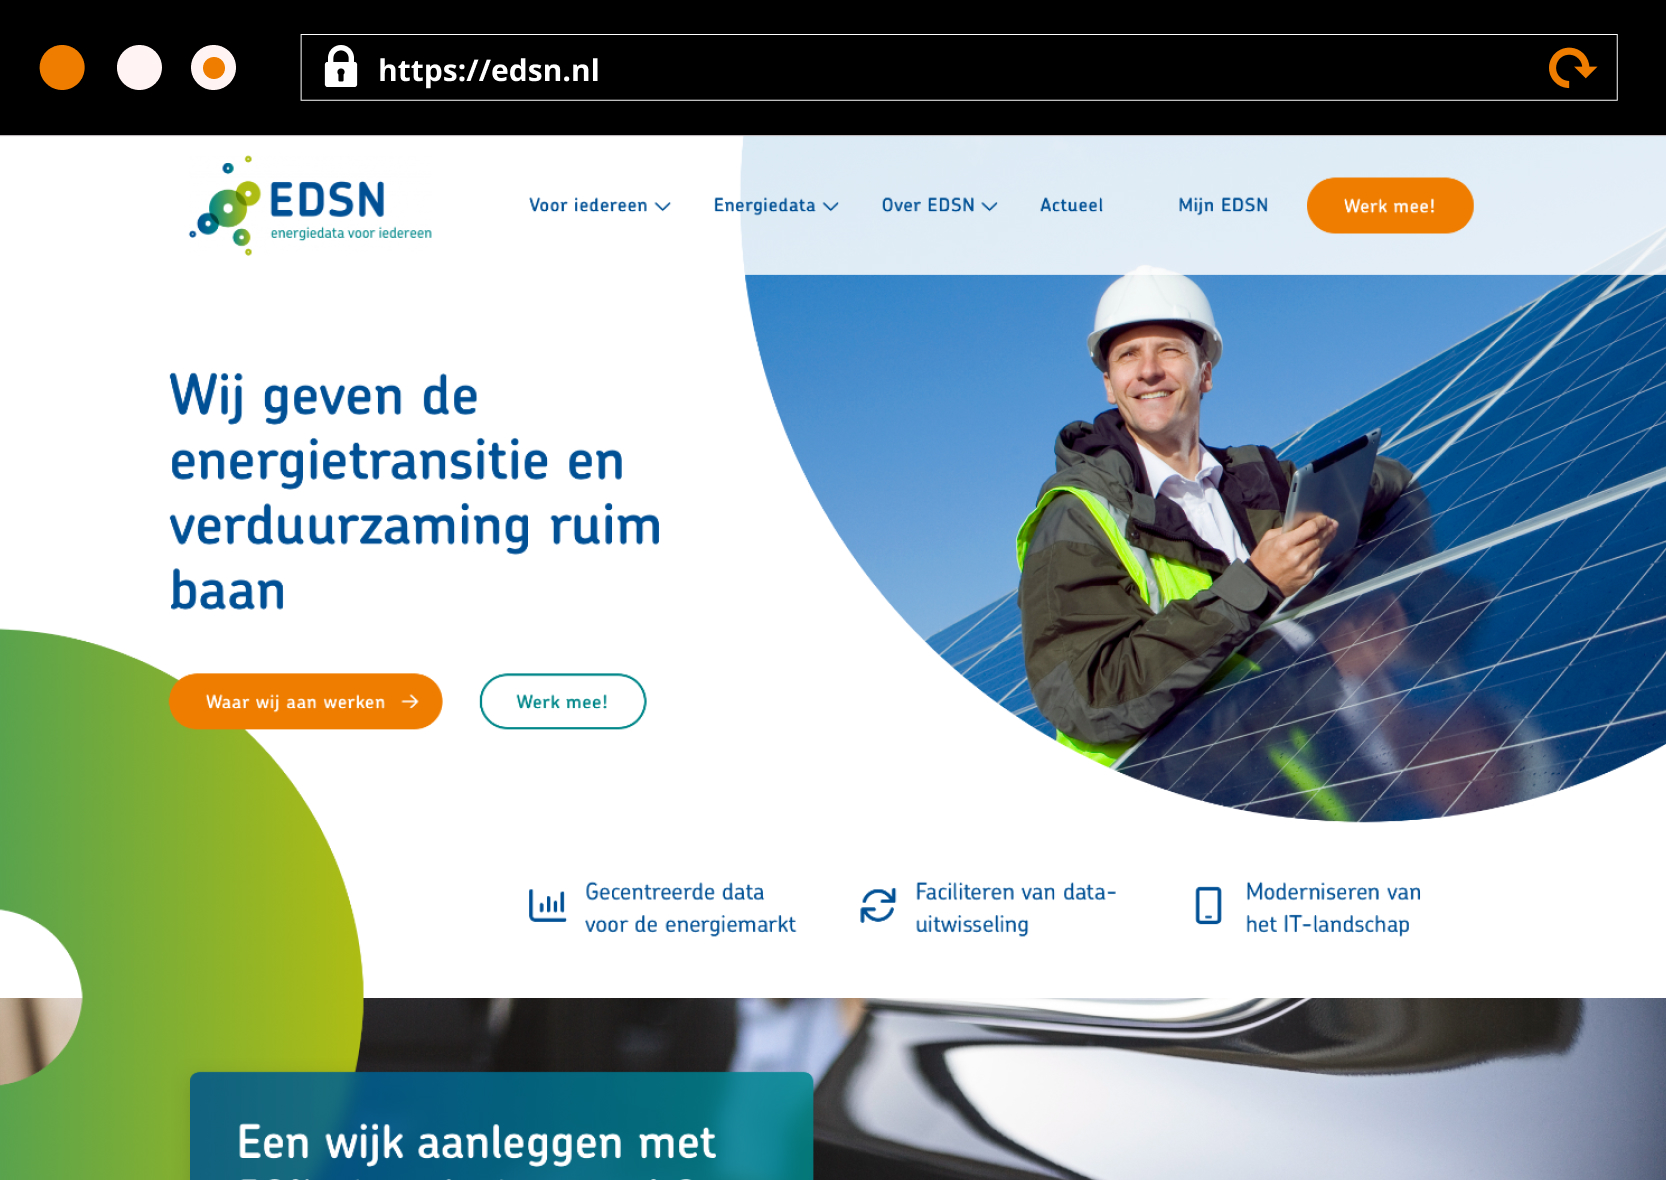 https://edsn.nl
EDSN
energiedata voor iedereen
Voor iedereen
Energiedata
Over EDSN
Actueel
Mijn EDSN
Werk mee!
Wij geven de
energietransitie en
verduurzaming ruim
baan
Waar wij aan werken
Werk mee!
Gecentreerde data
voor de energiemarkt
Faciliteren van data-
uitwisseling
Moderniseren van
het IT-landschap
Een wijk aanleggen met